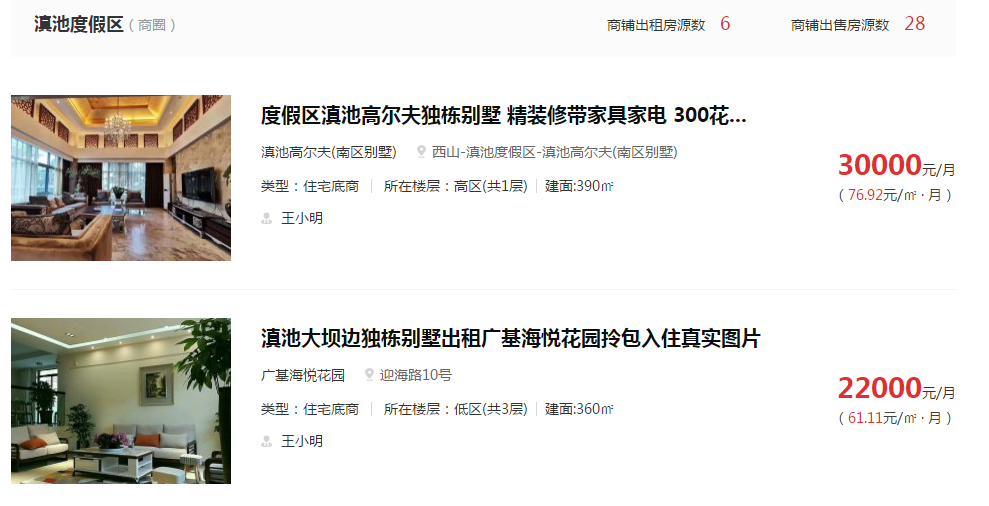 滇池度假区（商圈） 商铺出租房源数 6 商铺出售房源数 28
度假区滇池高尔夫独栋别墅 精装修带家具家电 300花...
滇池高尔夫(南区别墅) 西山-滇池度假区-滇池高尔夫(南区别墅)
30000元/月
类型：住宅底商 所在楼层：高区(共1层) 建面:390㎡
（76.92元/㎡·月）
王小明
滇池大坝边独栋别墅出租广基海悦花园拎包入住真实图片
广基海悦花园 迎海路10号
22000元/月
类型：住宅底商 所在楼层：低区(共3层) 建面:360㎡
（61.11元/㎡·月）
王小明